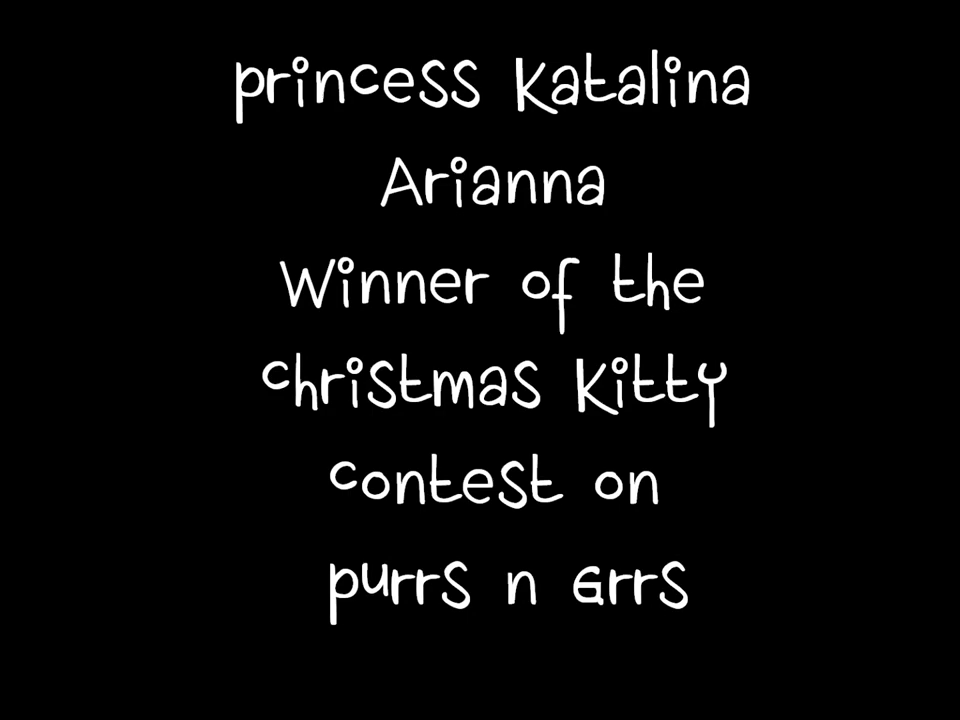 Princess Katalina
Arianna
Winner of the
Christmas Kitty
Contest on
Purrs n Grrs